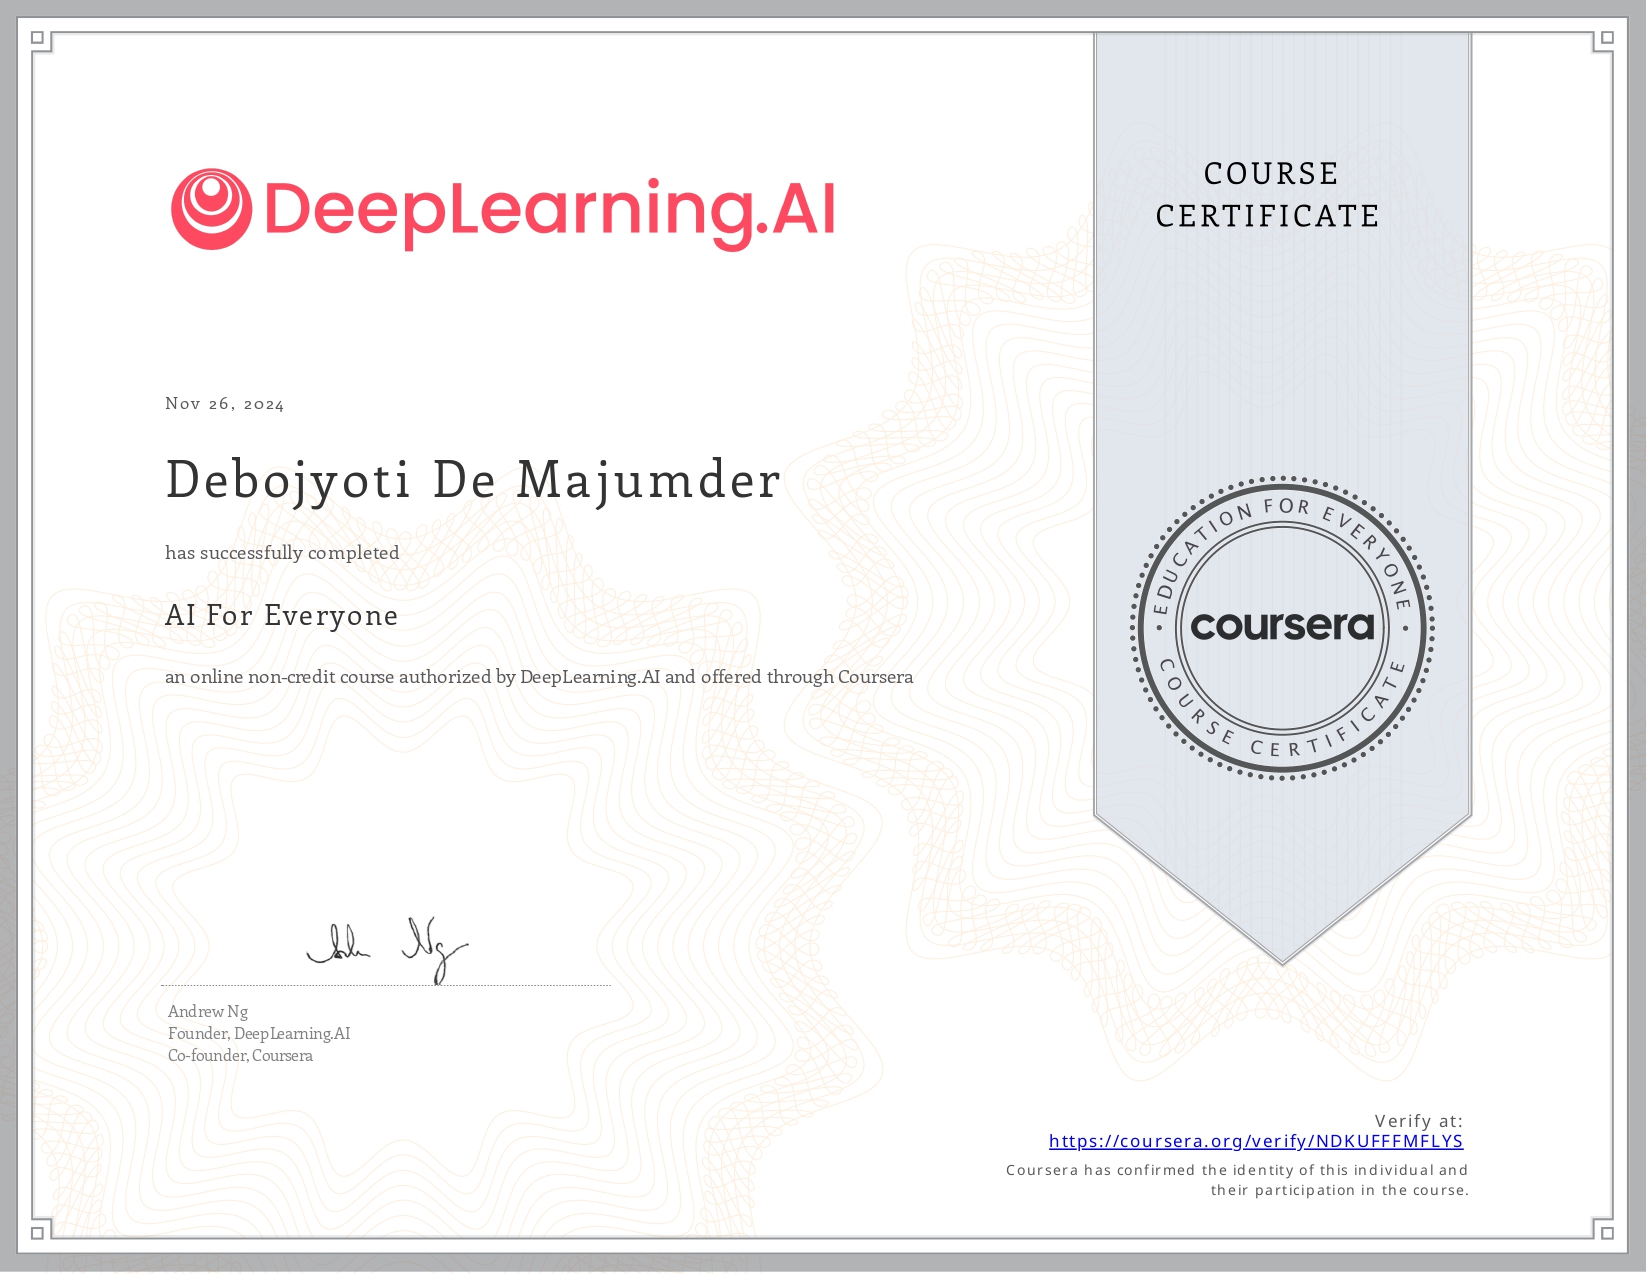 DeepLearning.AI
COURSE
CERTIFICATE
Nov 26, 2024
Debojyoti De Majumder
has successfully completed
AI For Everyone
an online non-credit course authorized by DeepLearning.AI and offered through Coursera
EDUCATION FOR EVERYONE
coursera
COURSE CERTIFICATE
Andrew Ng
Founder, DeepLearning.AI
Co-founder, Coursera
Verify at:
https://coursera.org/verify/NDKUFFFMFLYS
Coursera has confirmed the identity of this individual and
their participation in the course.